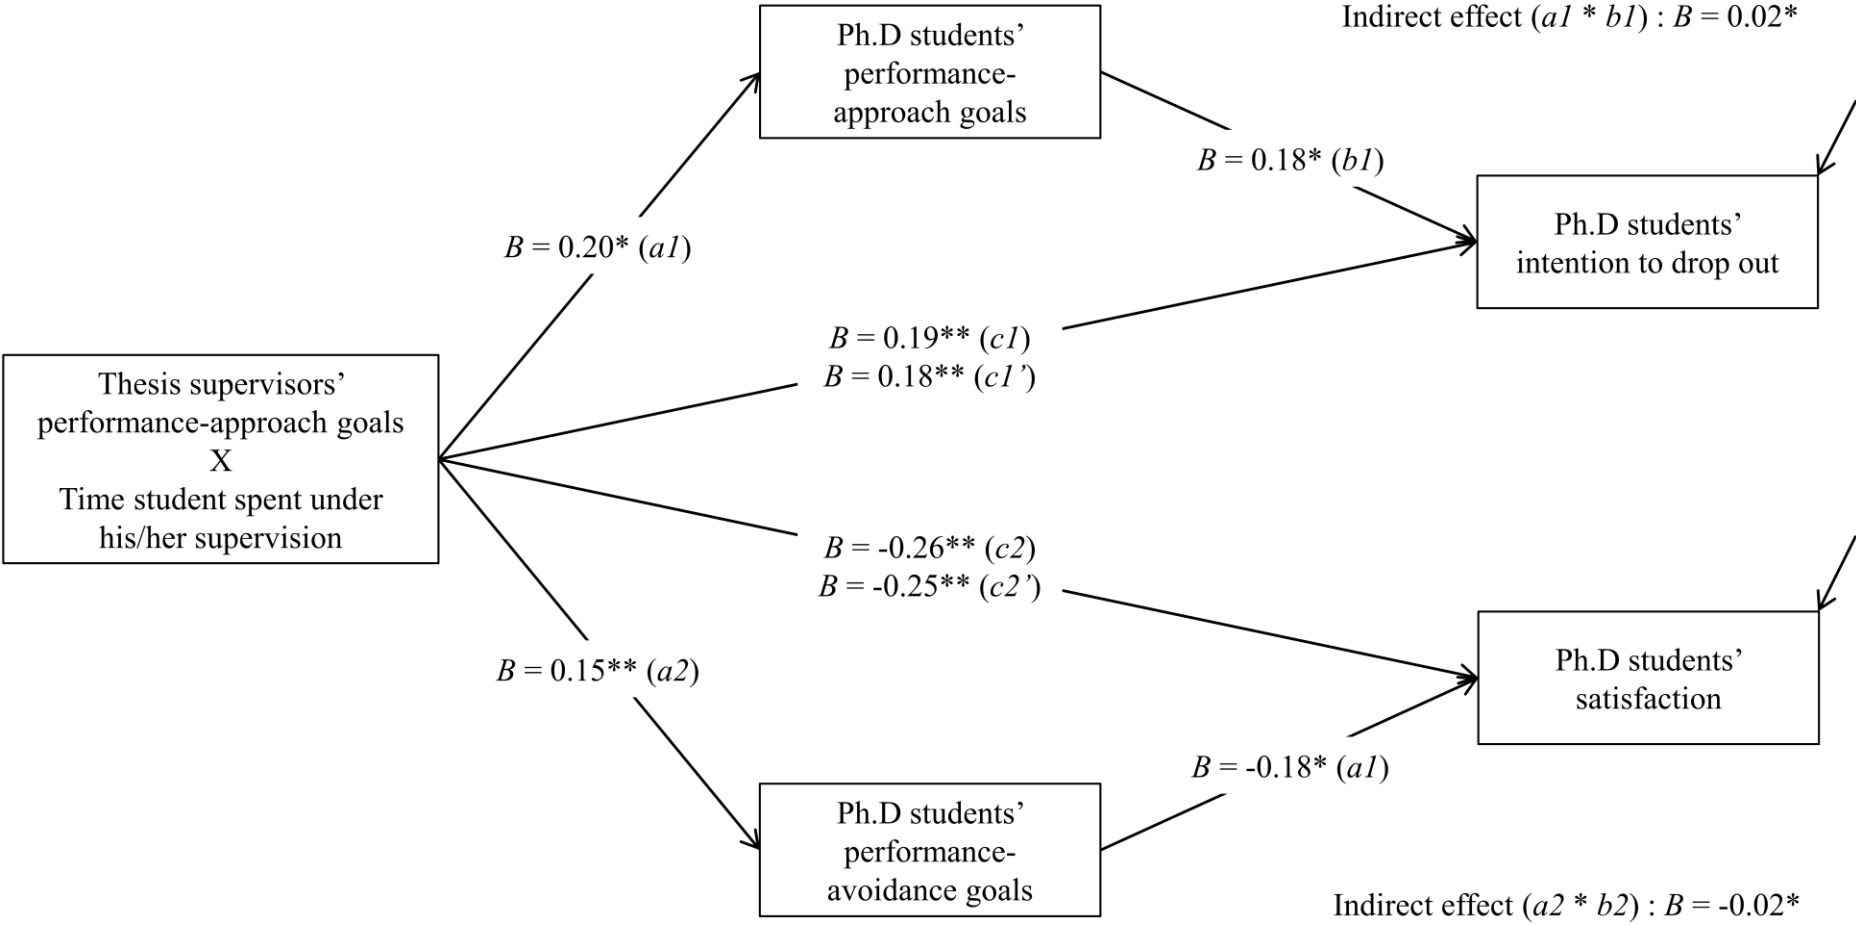 Ph.D students’
performance-
approach goals
Indirect effect (a1 * b1) : B = 0.02*
B = 0.18* (b1)
Ph.D students’
intention to drop out
B = 0.20* (a1)
B = 0.19** (c1)
B = 0.18** (c1’)
Thesis supervisors’
performance-approach goals
X
Time student spent under
his/her supervision
B = -0.26** (c2)
B = -0.25** (c2’)
B = 0.15** (a2)
Ph.D students’
satisfaction
B = -0.18* (a1)
Ph.D students’
performance-
avoidance goals
Indirect effect (a2 * b2) : B = -0.02*